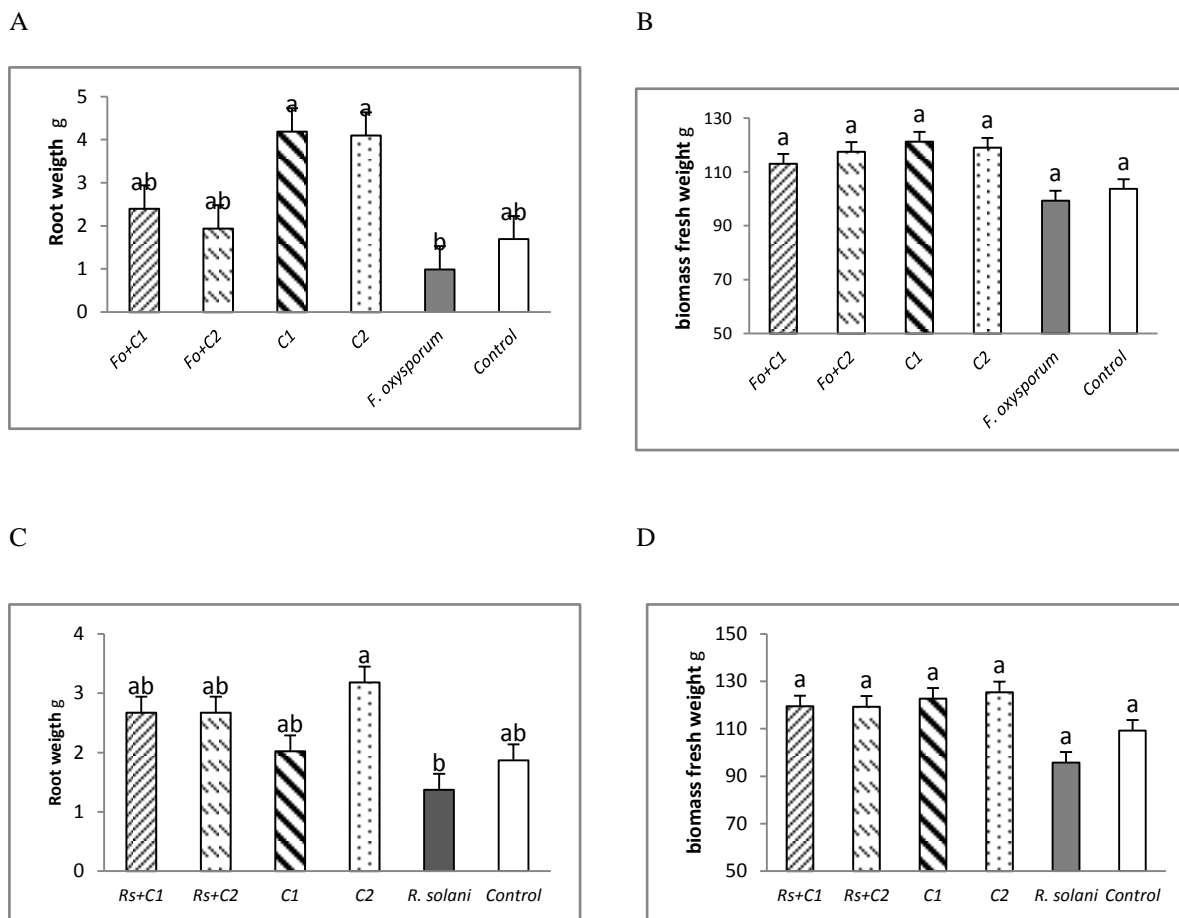 A
B
Root weigth g
5
4
3
2
1
0
ab
ab
a
a
b
ab
Fo+C1
Fo+C2
C1
C2
F. oxysporum
Control
biomass fresh weight g
130
110
90
70
50
a
a
a
a
a
a
Fo+C1
Fo+C2
C1
C2
F. oxysporum
Control
C
D
Root weigth g
4
3
2
1
0
ab
ab
ab
a
b
ab
Rs+C1
Rs+C2
C1
C2
R. solani
Control
biomass fresh weight g
150
130
110
90
70
50
a
a
a
a
a
a
Rs+C1
Rs+C2
C1
C2
R. solani
Control